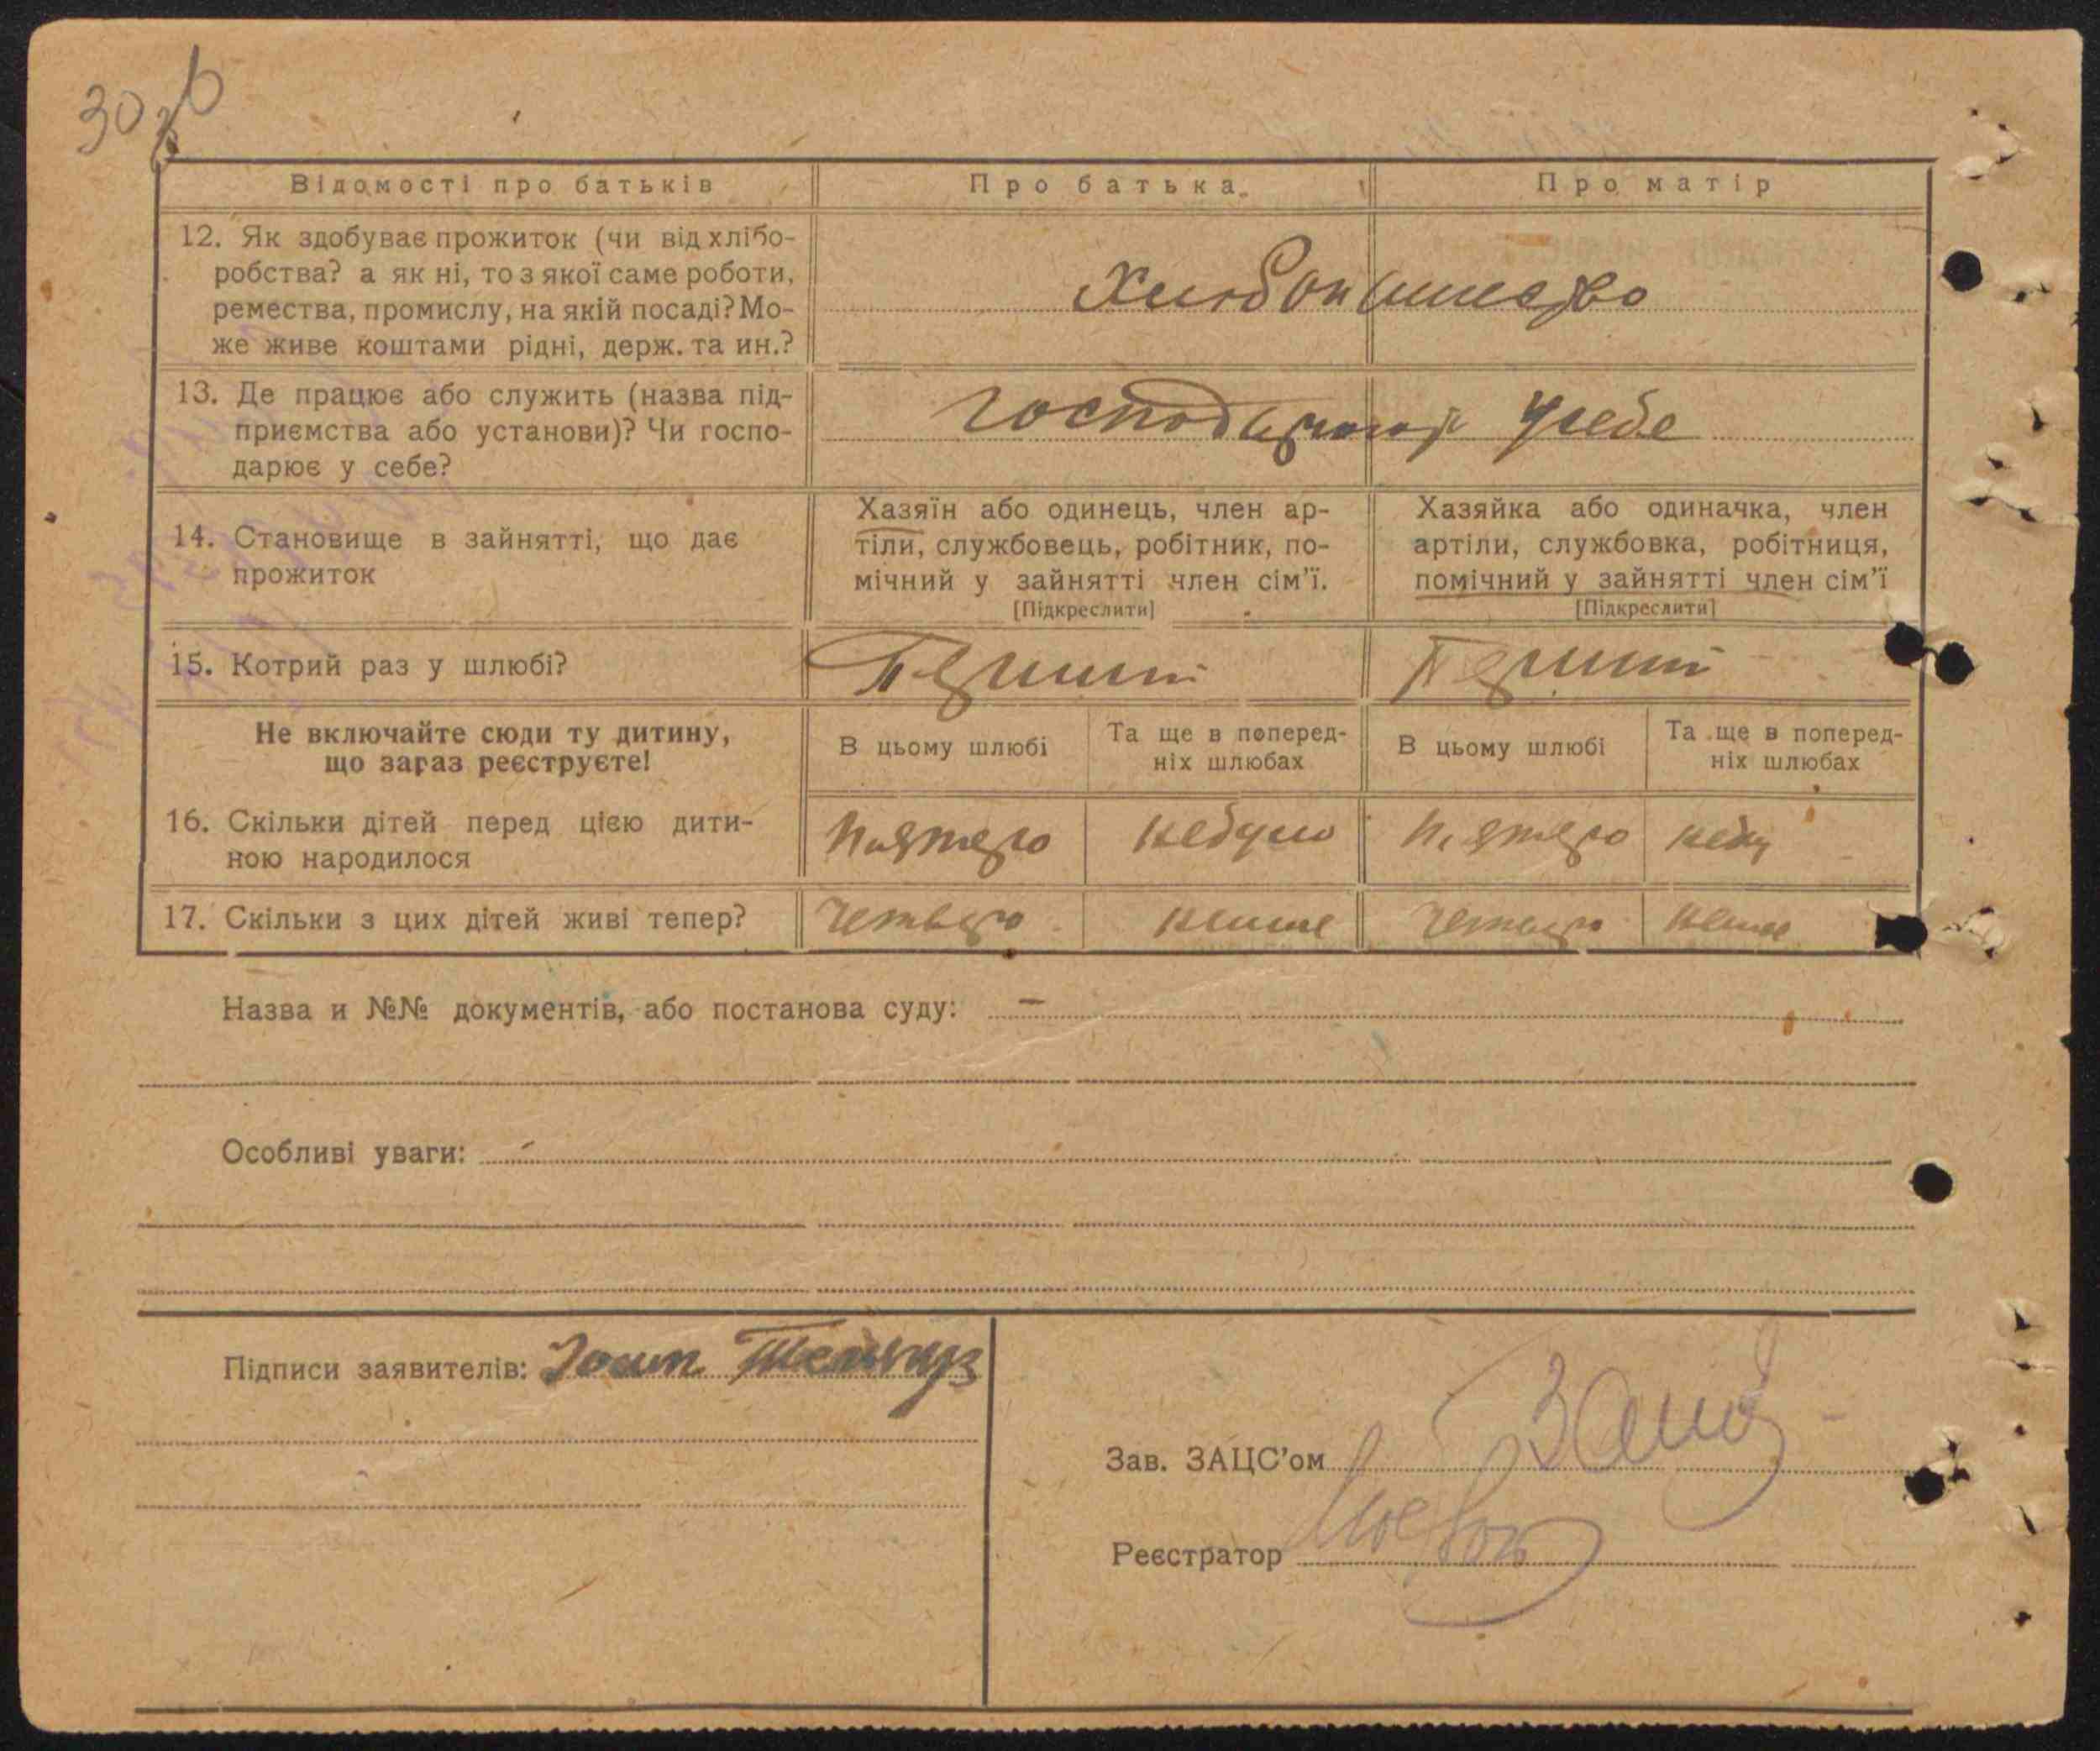 30 зв
Відомості про батьків
Про батька
Про матір
12. Як здобуває прожиток (чи від хлібо-
робства? а як ні, то з якої саме роботи,
ремества, промислу, на якій посаді? Мо-
же живе коштами рідні, держ. та ин.?
13. Де працює або служить (назва під-
приємства або установи)? Чи госпо-
дарює у себе?
усебе
14. Становище в зайнятті, що дає
прожиток
Хазяїн або одинець, член ар-
тіли, службовець, робітник, по-
мічний у зайнятті член сім’ї.
[Підкреслити]
Хазяйка або одиначка, член
артіли, службовка, робітниця,
помічний у зайнятті член сім’ї
[Підкреслити]
15. Котрий раз у шлюбі?
Перший
Перший
Не включайте сюди ту дитину,
що зараз реєструєте!
В цьому шлюбі
Та ще в поперед-
ніх шлюбах
В цьому шлюбі
Та ще в поперед-
ніх шлюбах
16. Скільки дітей перед цією дити-
ною народилося
небуло
небу
17. Скільки з цих дітей живі тепер?
Четверо
Четверо
Назва и №№ документів, або постанова суду: —
Особливі уваги:
Підписи заявителів:
Зав. ЗАЦС’ом
Реєстратор